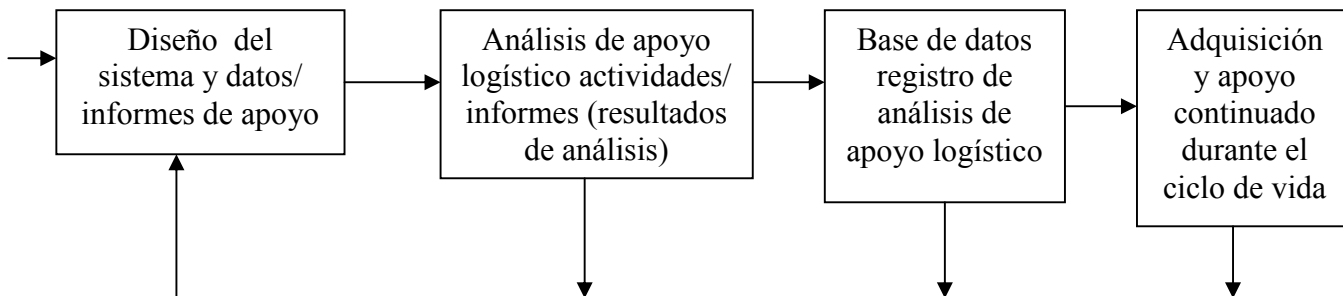 Diseño del
sistema y datos/
informes de apoyo
Análisis de apoyo
logístico actividades/
informes (resultados
de análisis)
Base de datos
registro de
análisis de
apoyo logístico
Adquisición
y apoyo
continuado
durante el
ciclo de vida